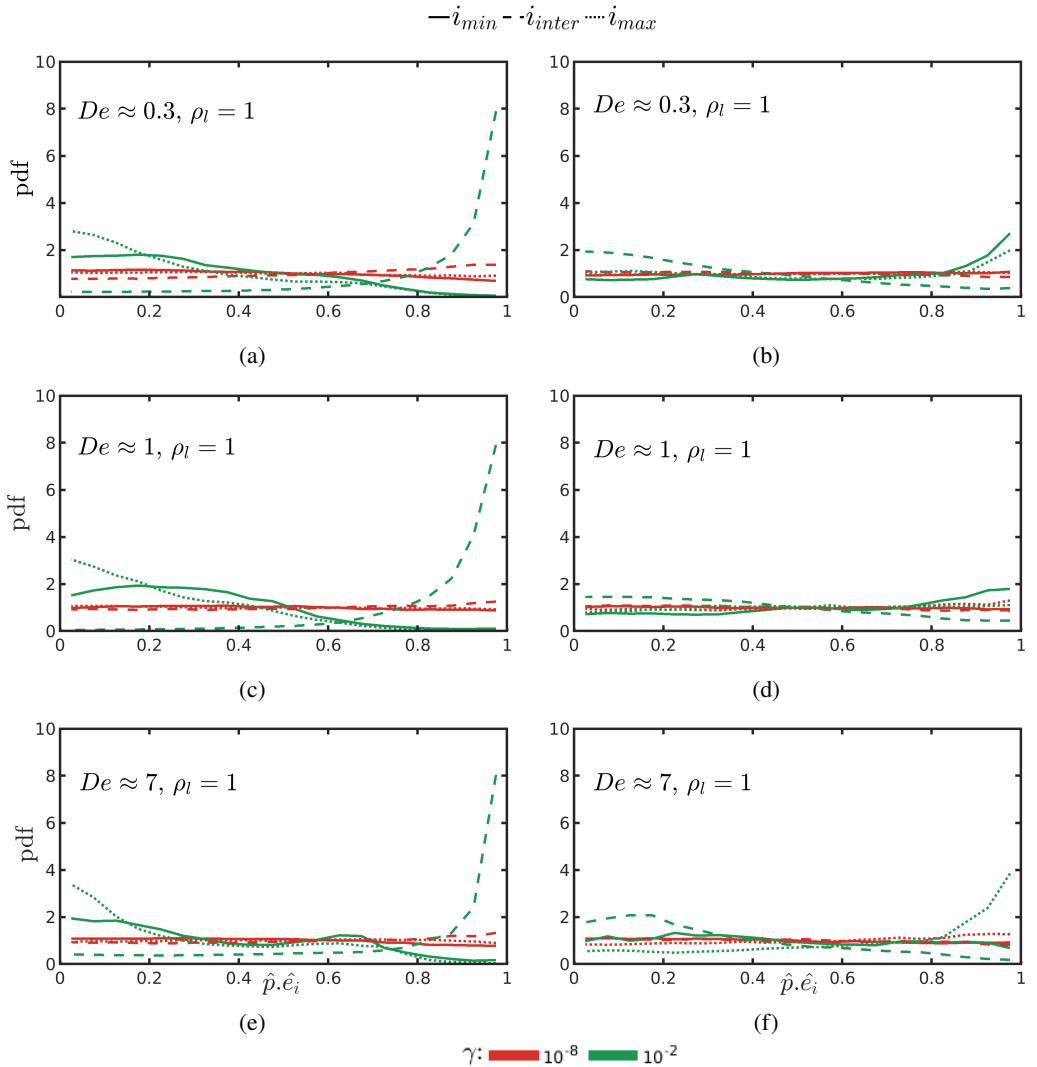 — i_min - - i_inter ······ i_max
10
8
6
4
2
0
pdf
De ≈ 0.3, ρ_l = 1
0 0.2 0.4 0.6 0.8 1
(a)
10
8
6
4
2
0
De ≈ 0.3, ρ_l = 1
0 0.2 0.4 0.6 0.8 1
(b)
10
8
6
4
2
0
pdf
De ≈ 1, ρ_l = 1
0 0.2 0.4 0.6 0.8 1
(c)
10
8
6
4
2
0
De ≈ 1, ρ_l = 1
0 0.2 0.4 0.6 0.8 1
(d)
10
8
6
4
2
0
pdf
De ≈ 7, ρ_l = 1
0 0.2 0.4 0.6 0.8 1
p̂.ê_i
(e)
10
8
6
4
2
0
De ≈ 7, ρ_l = 1
0 0.2 0.4 0.6 0.8 1
p̂.ê_i
(f)
γ: 10⁻⁸ 10⁻²